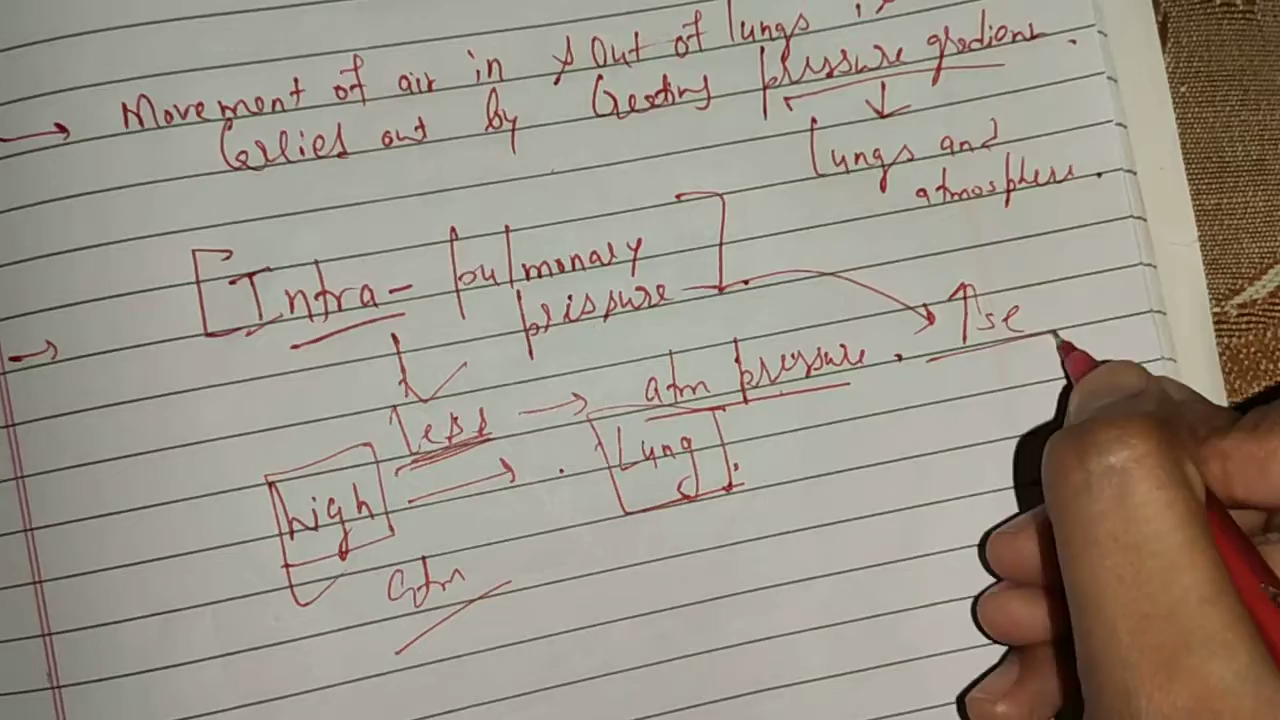 → Movement of air in & out of lungs is
Carries out by Creating pressure gradient.
↓
Lungs and
atmosphere.
→ [Intra- pulmonary
pressure]
↑se
less → atm pressure.
high → Lung
atm